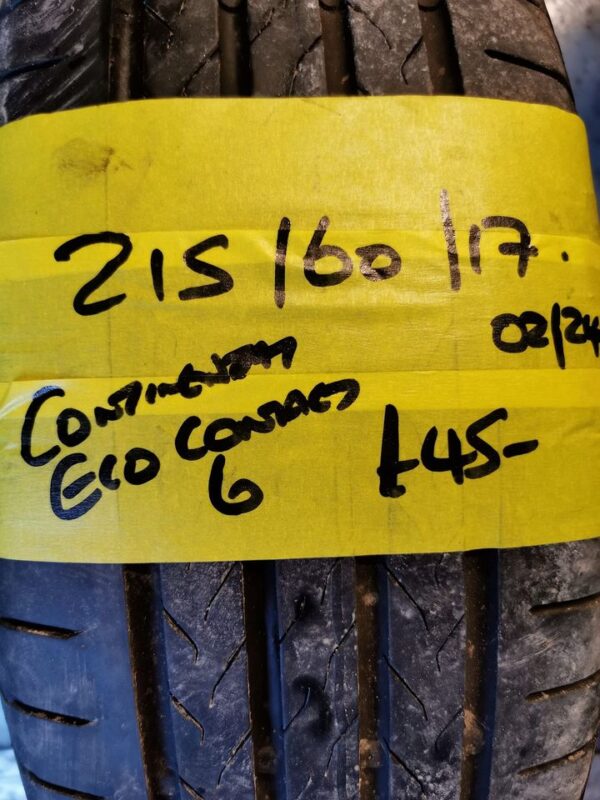 215/60/17.
02/24
CONTINENTAL
ECO CONTACT
6
£45-